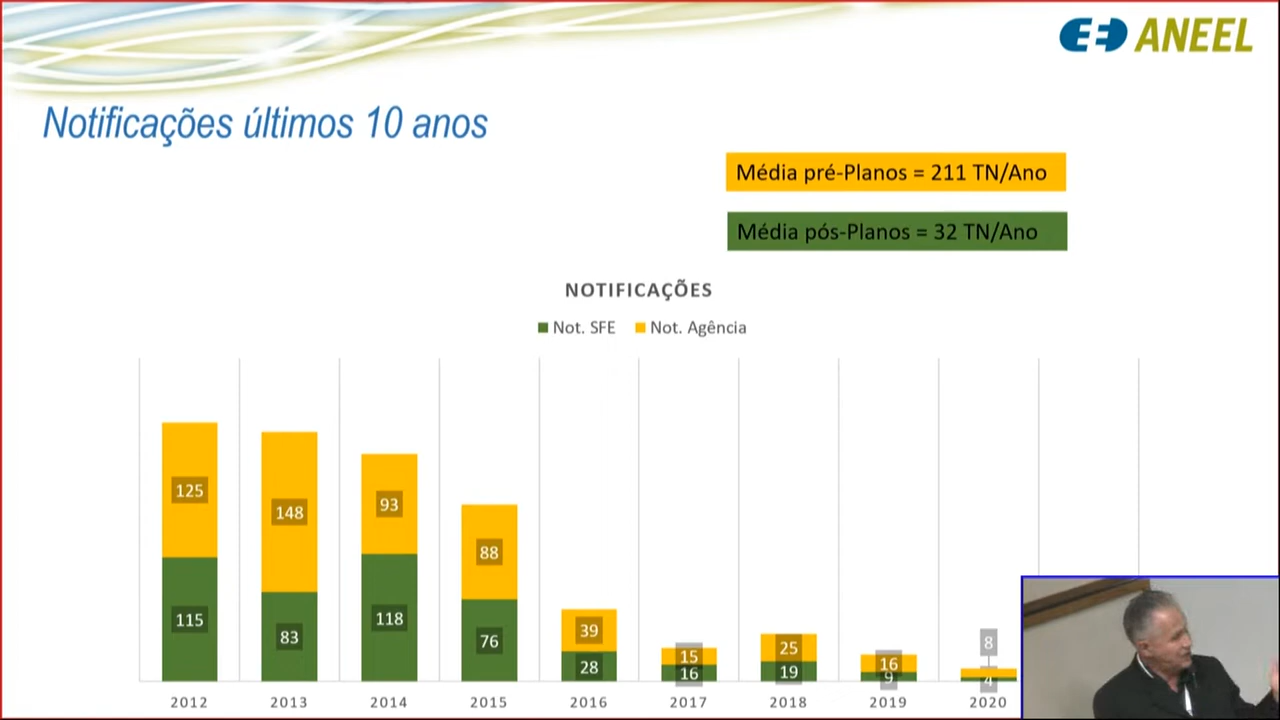 ANEEL
Notificações últimos 10 anos
Média pré-Planos = 211 TN/Ano
Média pós-Planos = 32 TN/Ano
NOTIFICAÇÕES
Not. SFE Not. Agência
125 148 93 88 39 15 25 16 8
115 83 118 76 28 16 19 9 4
2012 2013 2014 2015 2016 2017 2018 2019 2020